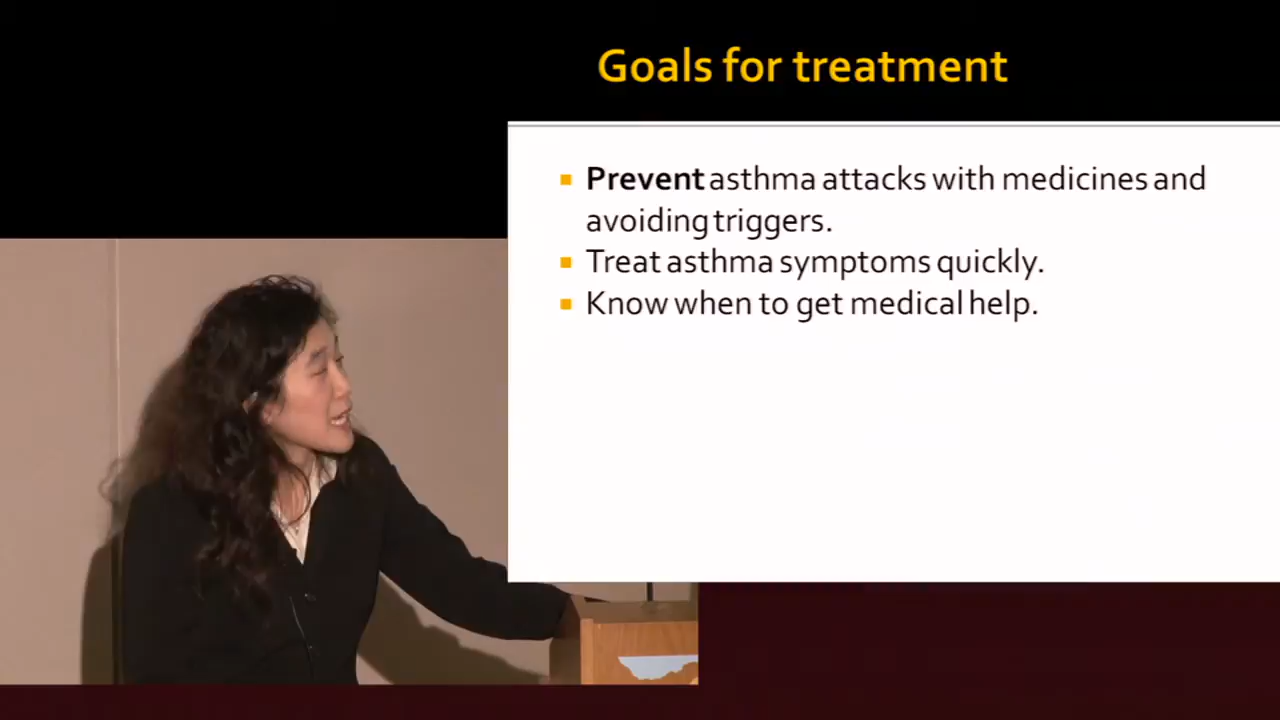 Goals for treatment
Prevent asthma attacks with medicines and
avoiding triggers.
Treat asthma symptoms quickly.
Know when to get medical help.